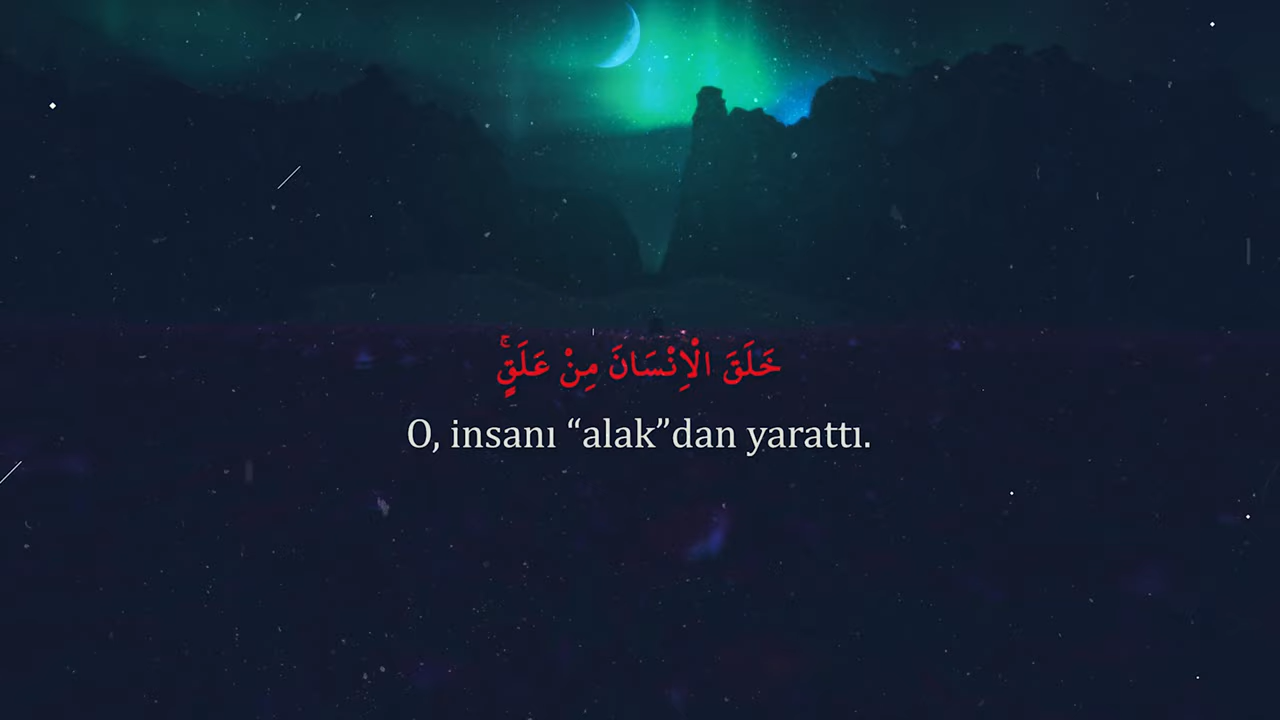 خَلَقَ الْاِنْسَانَ مِنْ عَلَقٍۚ
O, insanı “alak”dan yarattı.